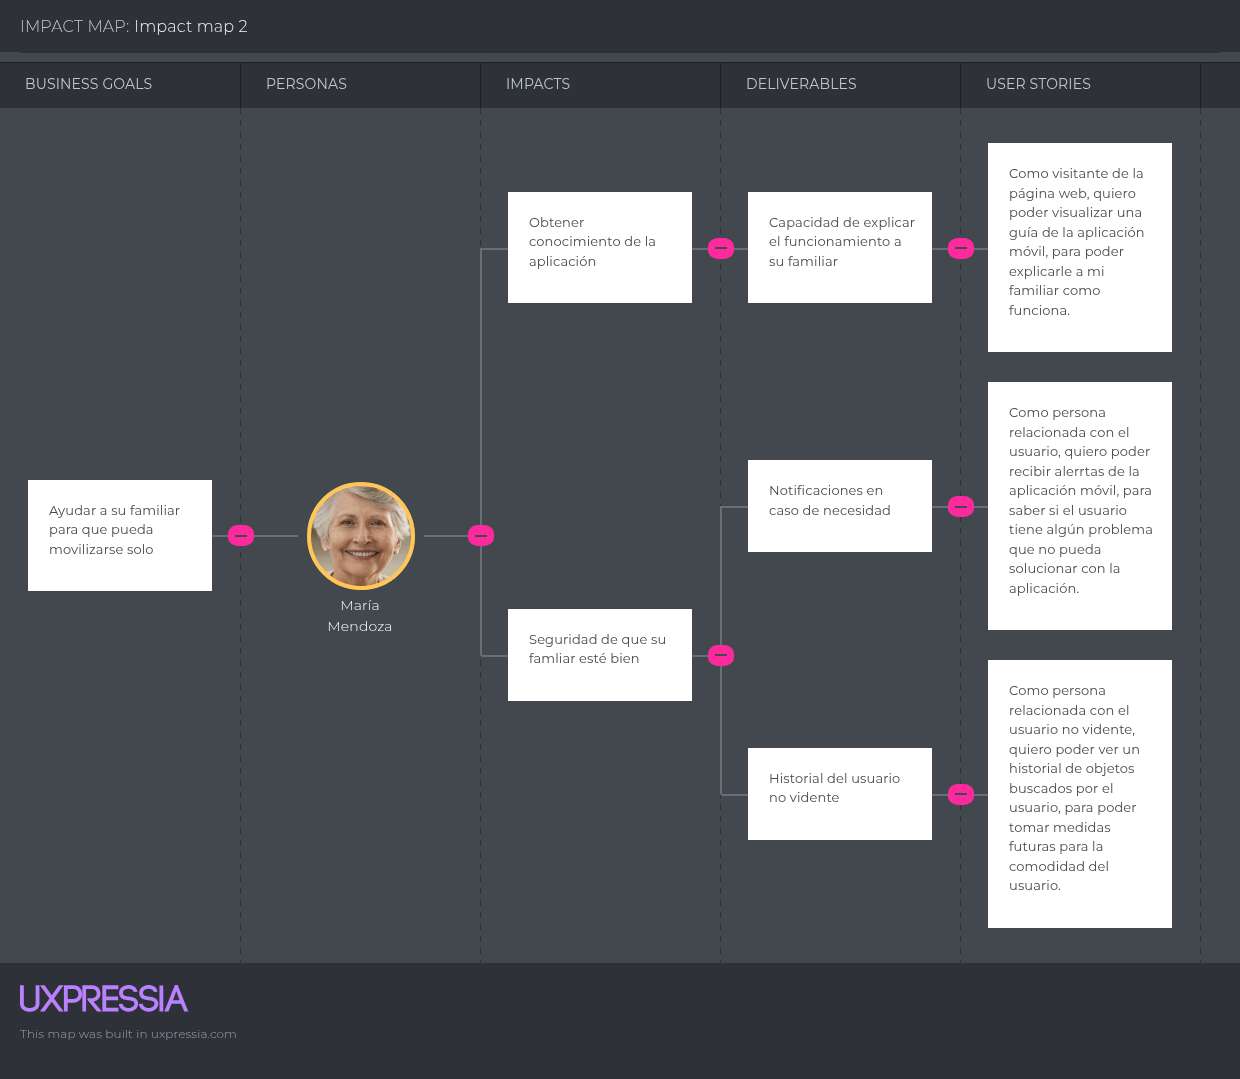 IMPACT MAP: Impact map 2
BUSINESS GOALS
PERSONAS
IMPACTS
DELIVERABLES
USER STORIES
Ayudar a su familiar
para que pueda
movilizarse solo
María
Mendoza
Obtener
conocimiento de la
aplicación
Capacidad de explicar
el funcionamiento a
su familiar
Como visitante de la
página web, quiero
poder visualizar una
guía de la aplicación
móvil, para poder
explicarle a mi
familiar como
funciona.
Seguridad de que su
famliar esté bien
Notificaciones en
caso de necesidad
Como persona
relacionada con el
usuario, quiero poder
recibir alerrtas de la
aplicación móvil, para
saber si el usuario
tiene algún problema
que no pueda
solucionar con la
aplicación.
Historial del usuario
no vidente
Como persona
relacionada con el
usuario no vidente,
quiero poder ver un
historial de objetos
buscados por el
usuario, para poder
tomar medidas
futuras para la
comodidad del
usuario.
UXPRESSIA
This map was built in uxpressia.com